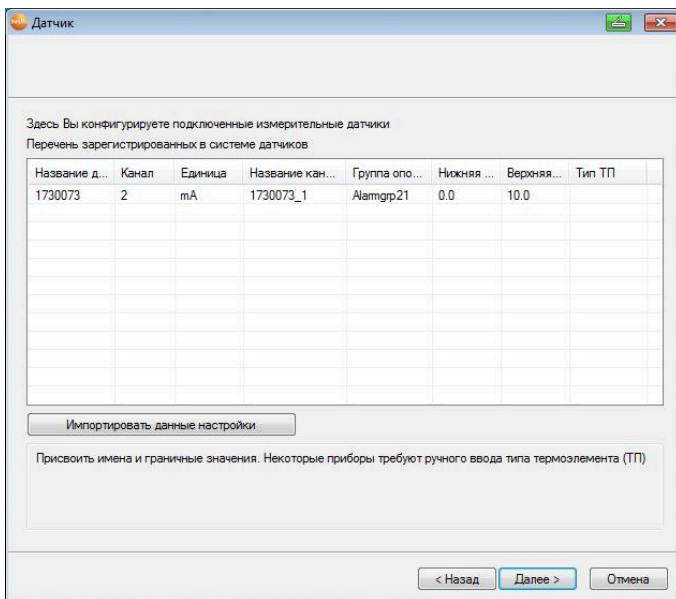 Датчик
Здесь Вы конфигурируете подключенные измерительные датчики
Перечень зарегистрированных в системе датчиков
Название д... Канал Единица Название кан... Группа опо... Нижняя ... Верхняя... Тип ТП
1730073 2 mA 1730073_1 Alarmgrp21 0.0 10.0
Импортировать данные настройки
Присвоить имена и граничные значения. Некоторые приборы требуют ручного ввода типа термоэлемента (ТП)
< Назад Далее > Отмена